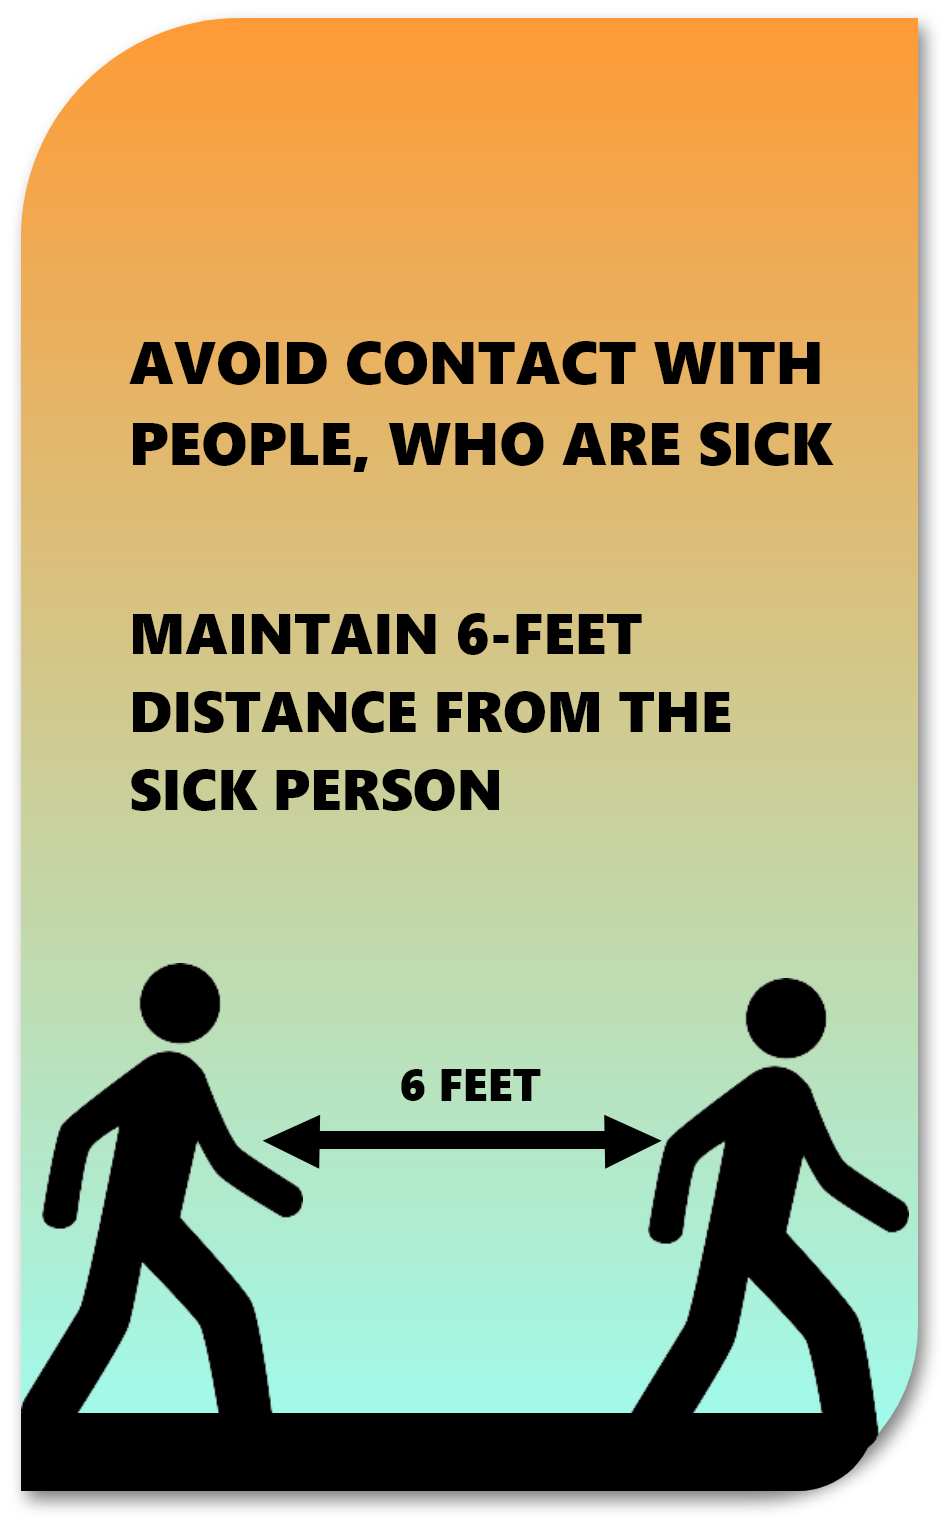 AVOID CONTACT WITH
PEOPLE, WHO ARE SICK
MAINTAIN 6-FEET
DISTANCE FROM THE
SICK PERSON
6 FEET